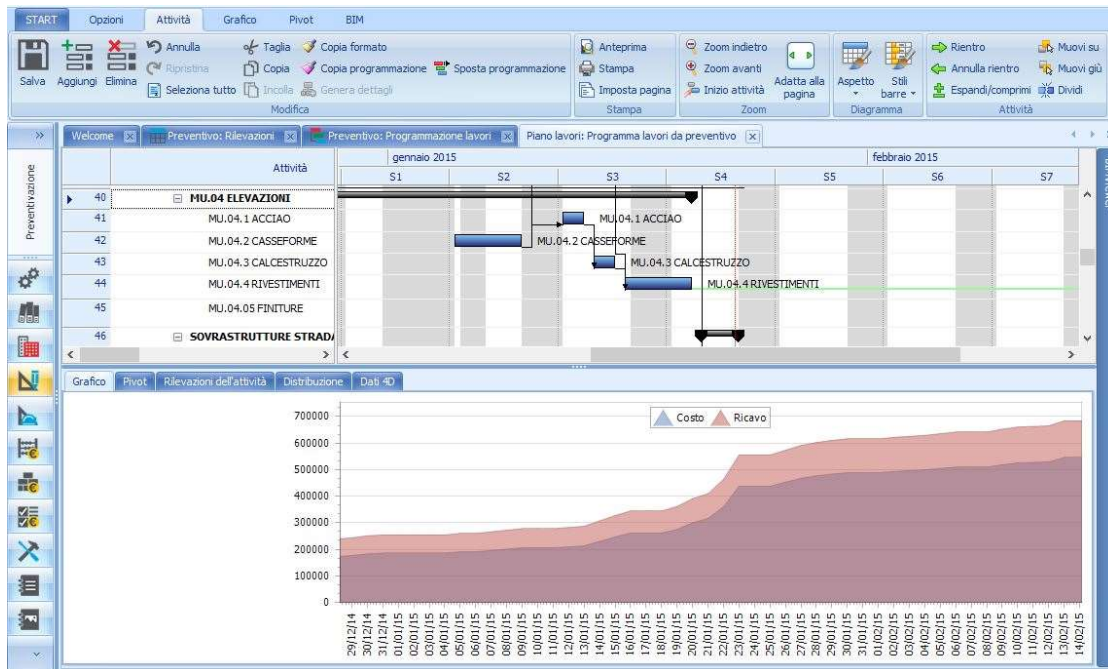 START Opzioni Attività Grafico Pivot BIM
Salva Aggiungi Elimina
Annulla Taglia Copia formato
Ripristina Copia Copia programmazione Sposta programmazione
Seleziona tutto Incolla Genera dettagli
Modifica
Anteprima
Stampa
Imposta pagina
Stampa
Zoom indietro
Zoom avanti
Inizio attività
Adatta alla pagina
Zoom
Aspetto Stili barre
Diagramma
Rientro Muovi su
Annulla rientro Muovi giù
Espandi/comprimi Dividi
Attività
Preventivazione
Welcome Preventivo: Rilevazioni Preventivo: Programmazione lavori Piano lavori: Programma lavori da preventivo
Attività
gennaio 2015 febbraio 2015
S1 S2 S3 S4 S5 S6 S7
40 MU.04 ELEVAZIONI
41 MU.04.1 ACCIAO MU.04.1 ACCIAO
42 MU.04.2 CASSEFORME MU.04.2 CASSEFORME
43 MU.04.3 CALCESTRUZZO MU.04.3 CALCESTRUZZO
44 MU.04.4 RIVESTIMENTI MU.04.4 RIVESTIMENTI
45 MU.04.05 FINITURE
46 SOVRASTRUTTURE STRADA
Grafico Pivot Rilevazioni dell'attività Distribuzione Dati 4D
Costo Ricavo
700000
600000
500000
400000
300000
200000
100000
0
29/12/14
30/12/14
31/12/14
01/01/15
02/01/15
03/01/15
04/01/15
05/01/15
06/01/15
07/01/15
08/01/15
09/01/15
10/01/15
11/01/15
12/01/15
13/01/15
14/01/15
15/01/15
16/01/15
17/01/15
18/01/15
19/01/15
20/01/15
21/01/15
22/01/15
23/01/15
24/01/15
25/01/15
26/01/15
27/01/15
28/01/15
29/01/15
30/01/15
31/01/15
01/02/15
02/02/15
03/02/15
04/02/15
05/02/15
06/02/15
07/02/15
08/02/15
09/02/15
10/02/15
11/02/15
12/02/15
13/02/15
14/02/15